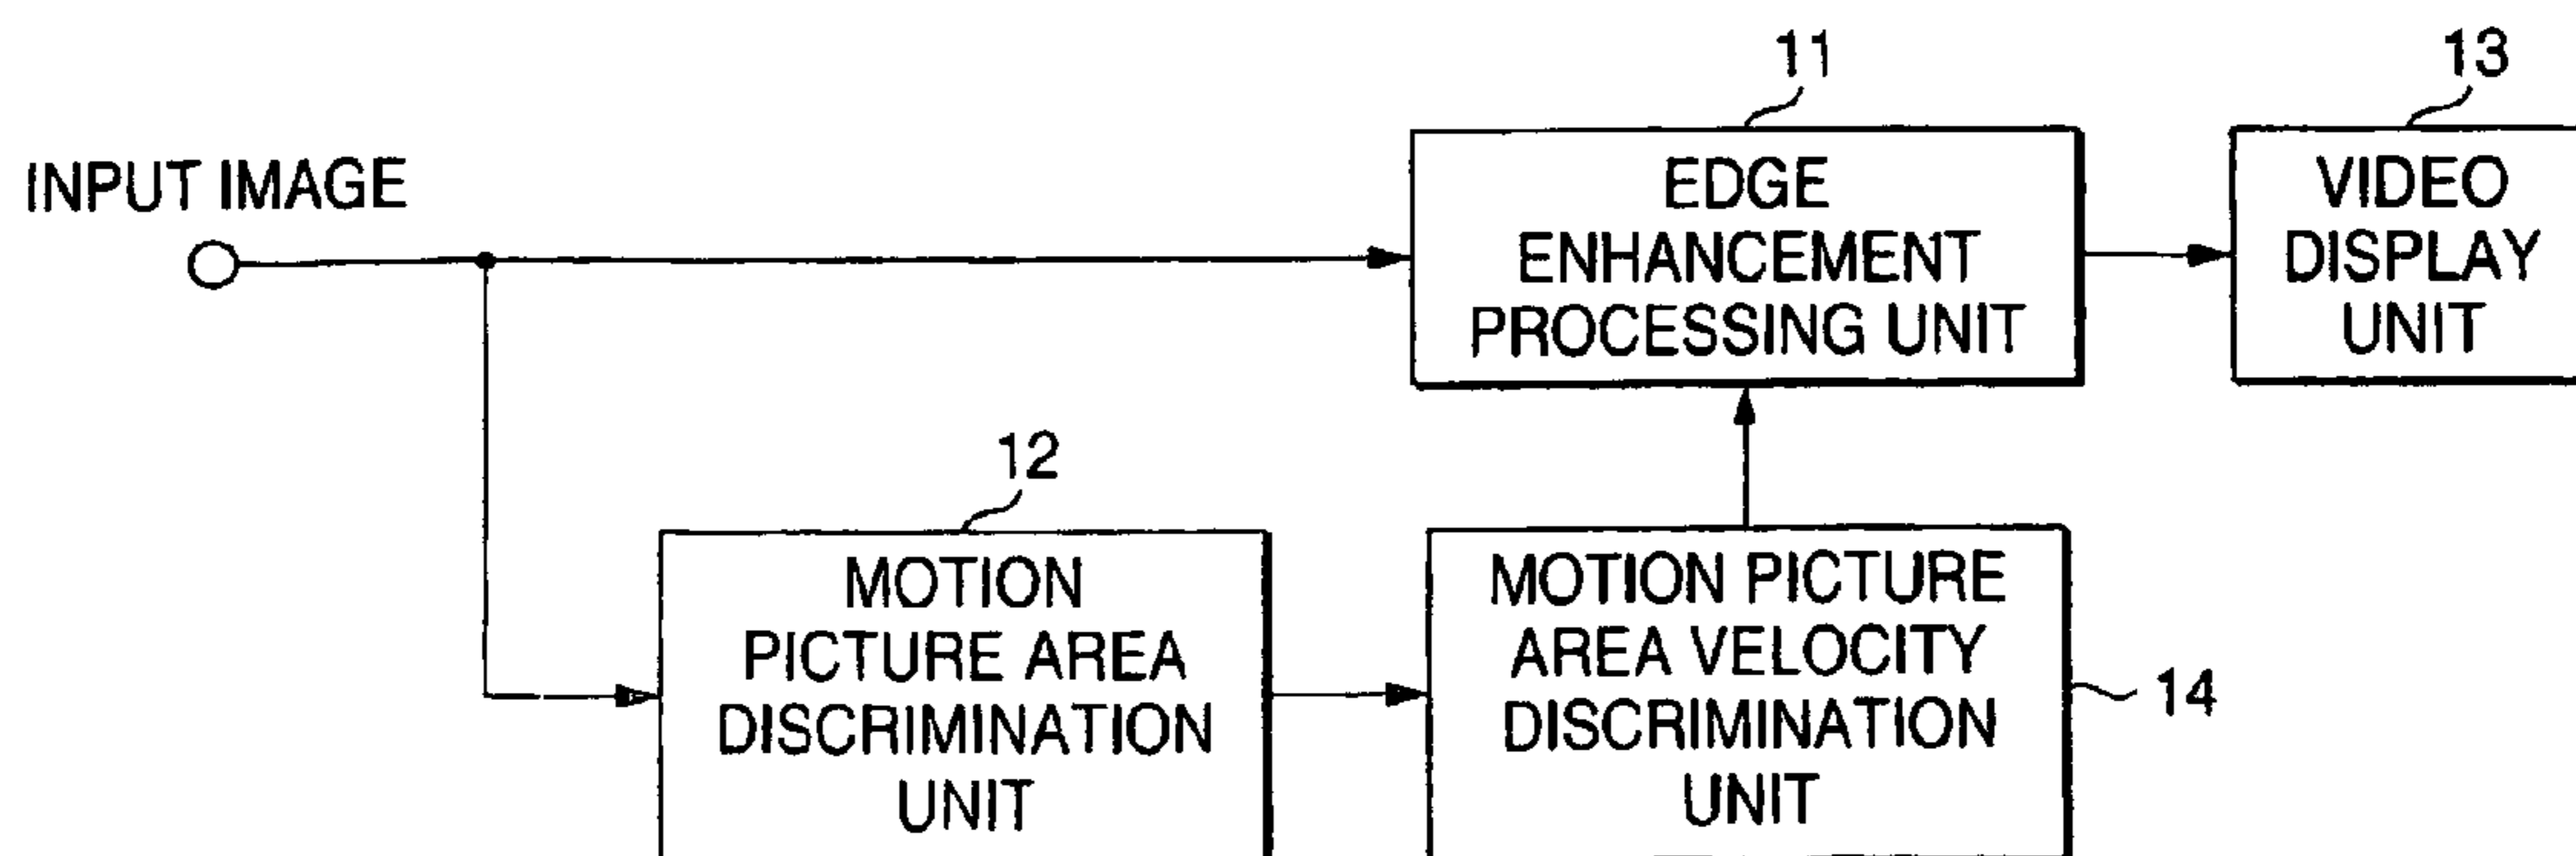 11
13
INPUT IMAGE
EDGE
ENHANCEMENT
PROCESSING UNIT
VIDEO
DISPLAY
UNIT
12
MOTION
PICTURE AREA
DISCRIMINATION
UNIT
MOTION PICTURE
AREA VELOCITY
DISCRIMINATION
UNIT
14